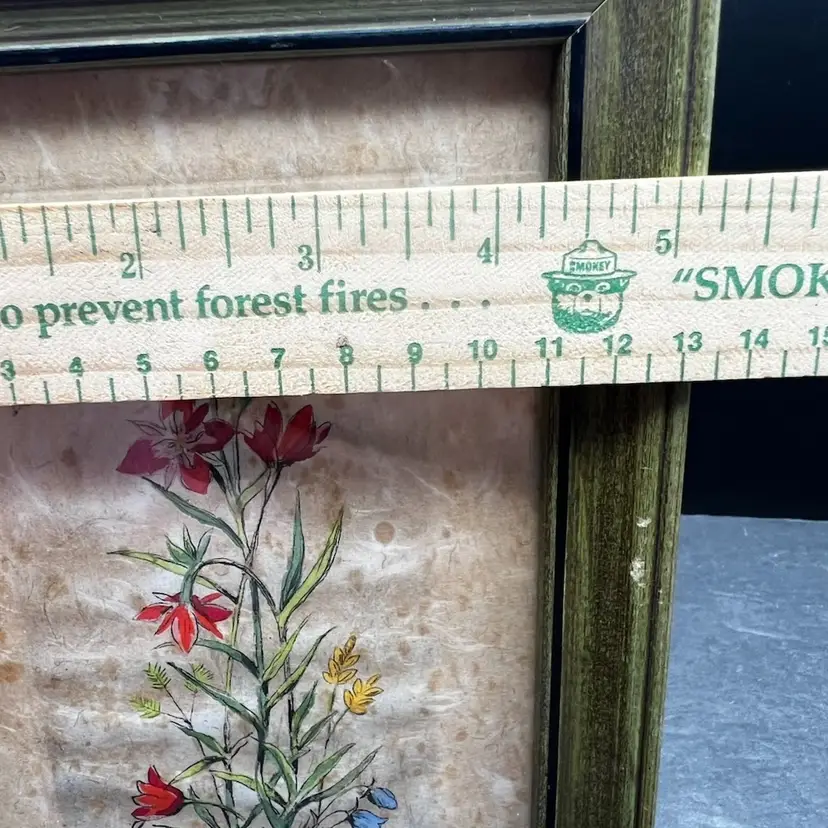 2 3 4 5
SMOKEY
o prevent forest fires . . . "SMOK
3 4 5 6 7 8 9 10 11 12 13 14 15